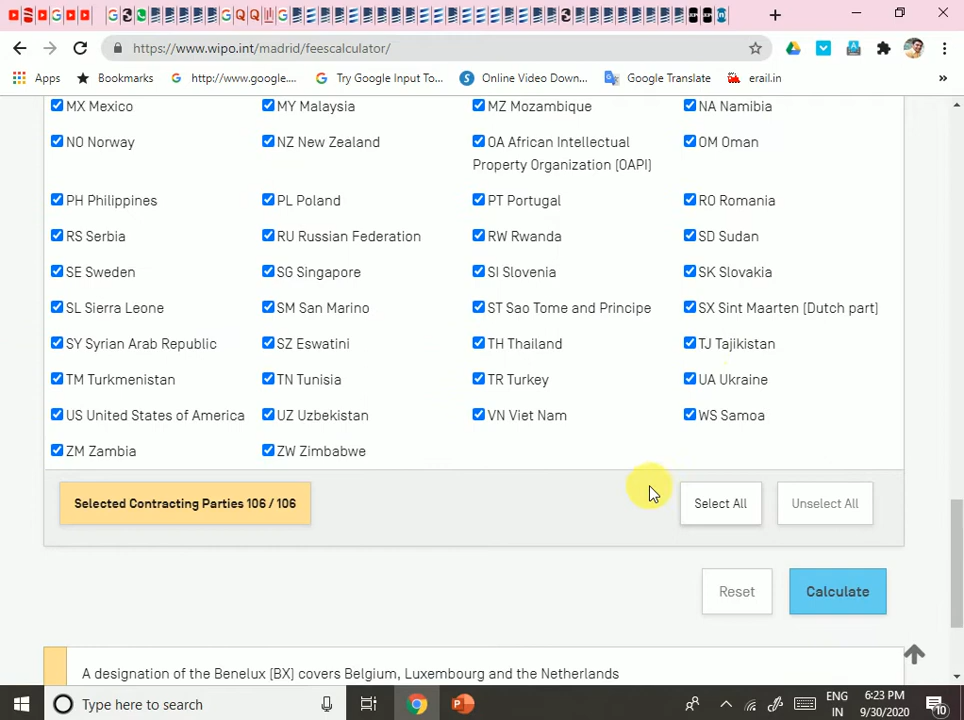 https://www.wipo.int/madrid/feescalculator/
Apps Bookmarks http://www.google.... Try Google Input To... Online Video Down... Google Translate erail.in »
MX Mexico MY Malaysia MZ Mozambique NA Namibia
NO Norway NZ New Zealand OA African Intellectual OM Oman
Property Organization (OAPI)
PH Philippines PL Poland PT Portugal RO Romania
RS Serbia RU Russian Federation RW Rwanda SD Sudan
SE Sweden SG Singapore SI Slovenia SK Slovakia
SL Sierra Leone SM San Marino ST Sao Tome and Principe SX Sint Maarten (Dutch part)
SY Syrian Arab Republic SZ Eswatini TH Thailand TJ Tajikistan
TM Turkmenistan TN Tunisia TR Turkey UA Ukraine
US United States of America UZ Uzbekistan VN Viet Nam WS Samoa
ZM Zambia ZW Zimbabwe
Selected Contracting Parties 106 / 106 Select All Unselect All
Reset Calculate
A designation of the Benelux (BX) covers Belgium, Luxembourg and the Netherlands
Type here to search ENG 6:23 PM
IN 9/30/2020 10